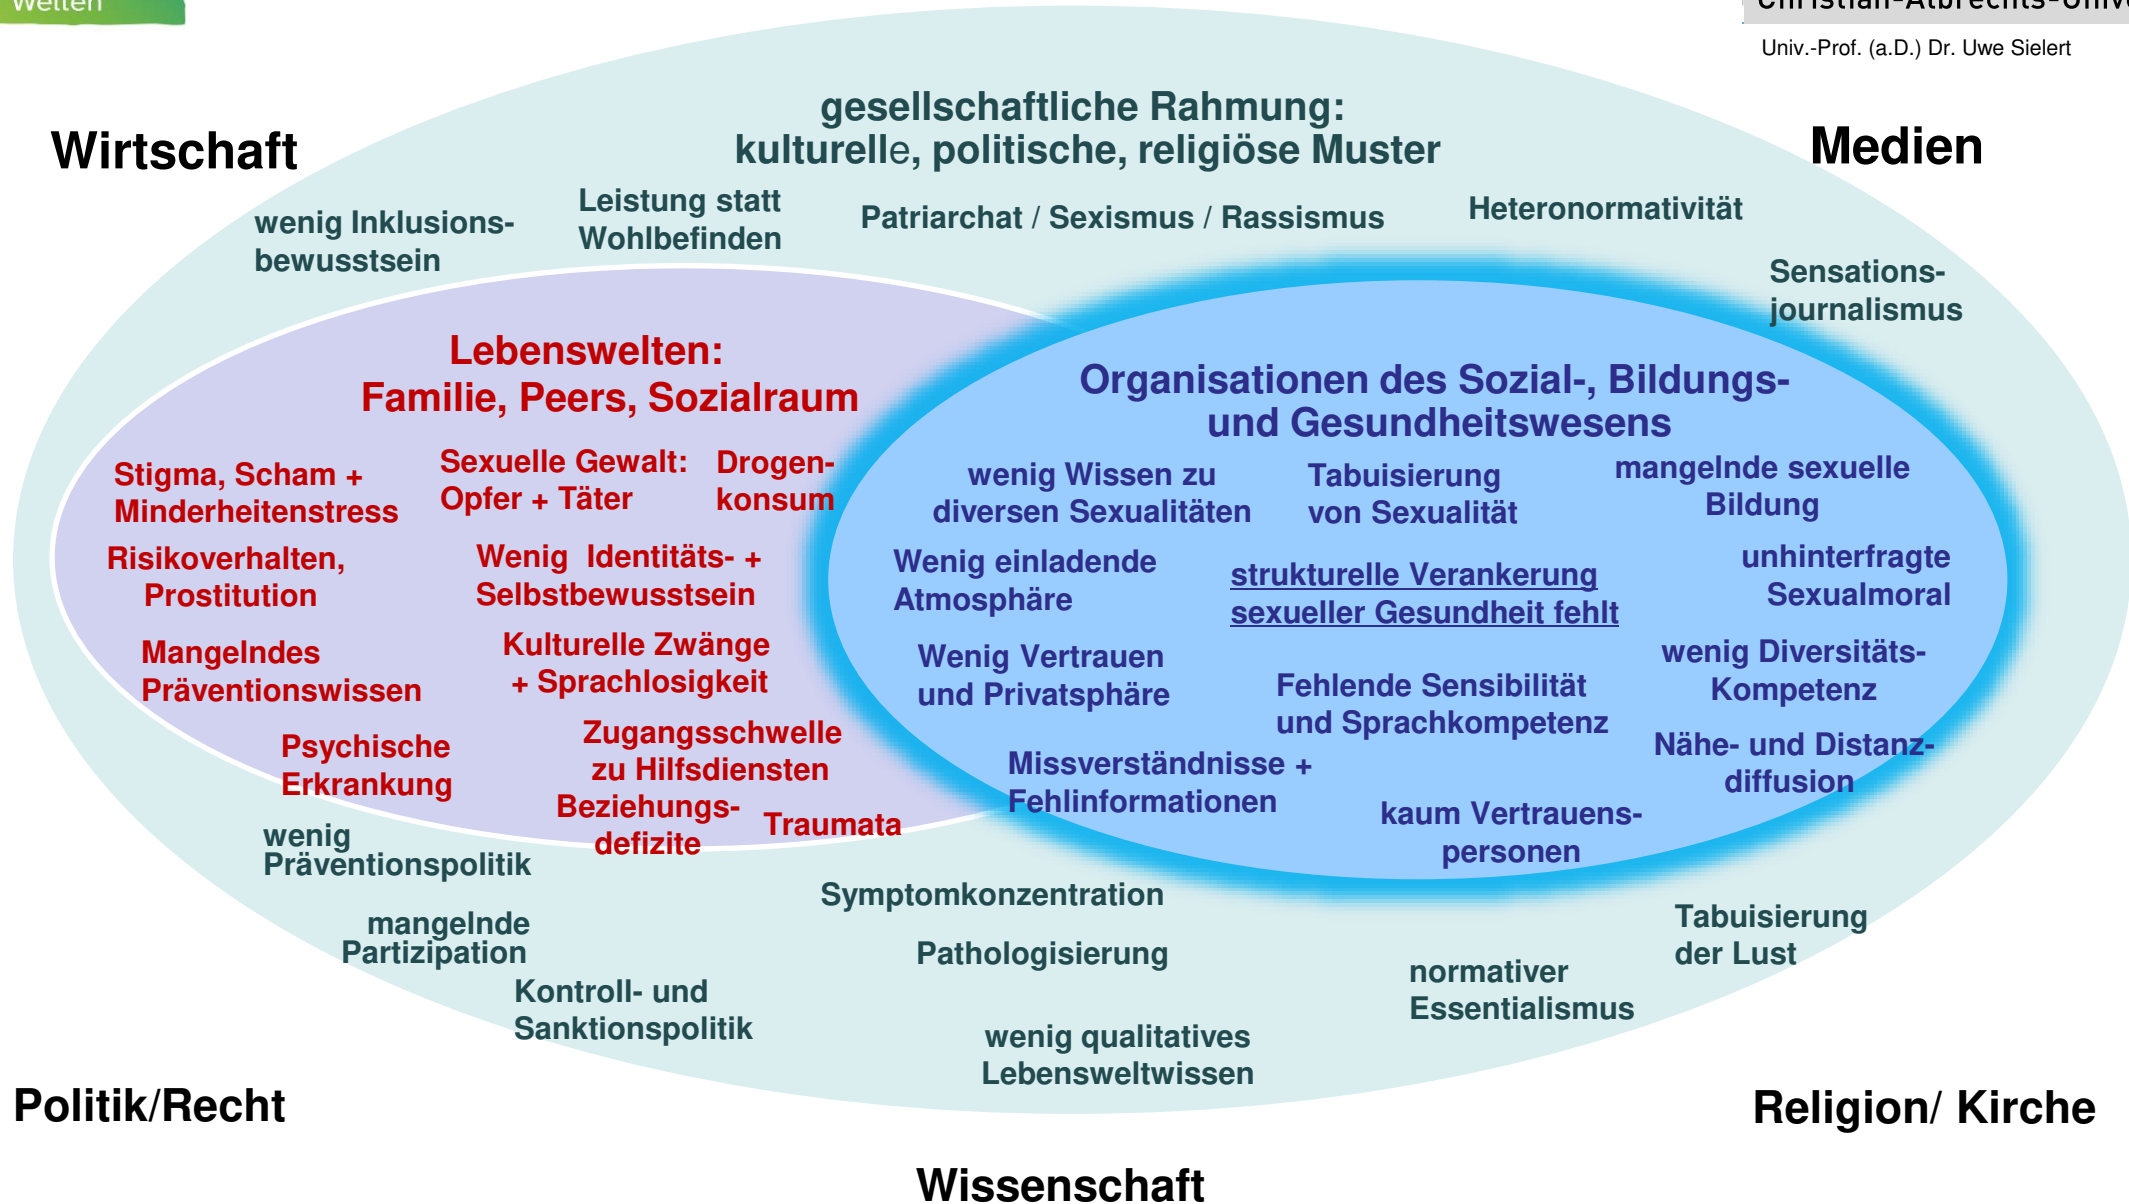 Welten
Univ.-Prof. (a.D.) Dr. Uwe Sielert
gesellschaftliche Rahmung:
kulturelle, politische, religiöse Muster
Wirtschaft
Medien
wenig Inklusions-
bewusstsein
Leistung statt
Wohlbefinden
Patriarchat / Sexismus / Rassismus
Heteronormativität
Sensations-
journalismus
Lebenswelten:
Familie, Peers, Sozialraum
Stigma, Scham +
Minderheitenstress
Sexuelle Gewalt:
Opfer + Täter
Drogen-
konsum
Risikoverhalten,
Prostitution
Wenig Identitäts- +
Selbstbewusstsein
Mangelndes
Präventionswissen
Kulturelle Zwänge
+ Sprachlosigkeit
Psychische
Erkrankung
Zugangsschwelle
zu Hilfsdiensten
Beziehungs-
defizite
Traumata
Organisationen des Sozial-, Bildungs-
und Gesundheitswesens
wenig Wissen zu
diversen Sexualitäten
Tabuisierung
von Sexualität
mangelnde sexuelle
Bildung
Wenig einladende
Atmosphäre
strukturelle Verankerung
sexueller Gesundheit fehlt
unhinterfragte
Sexualmoral
Wenig Vertrauen
und Privatsphäre
Fehlende Sensibilität
und Sprachkompetenz
wenig Diversitäts-
Kompetenz
Missverständnisse +
Fehlinformationen
Nähe- und Distanz-
diffusion
kaum Vertrauens-
personen
wenig
Präventionspolitik
mangelnde
Partizipation
Kontroll- und
Sanktionspolitik
Symptomkonzentration
Pathologisierung
wenig qualitatives
Lebensweltwissen
normativer
Essentialismus
Tabuisierung
der Lust
Politik/Recht
Religion/ Kirche
Wissenschaft